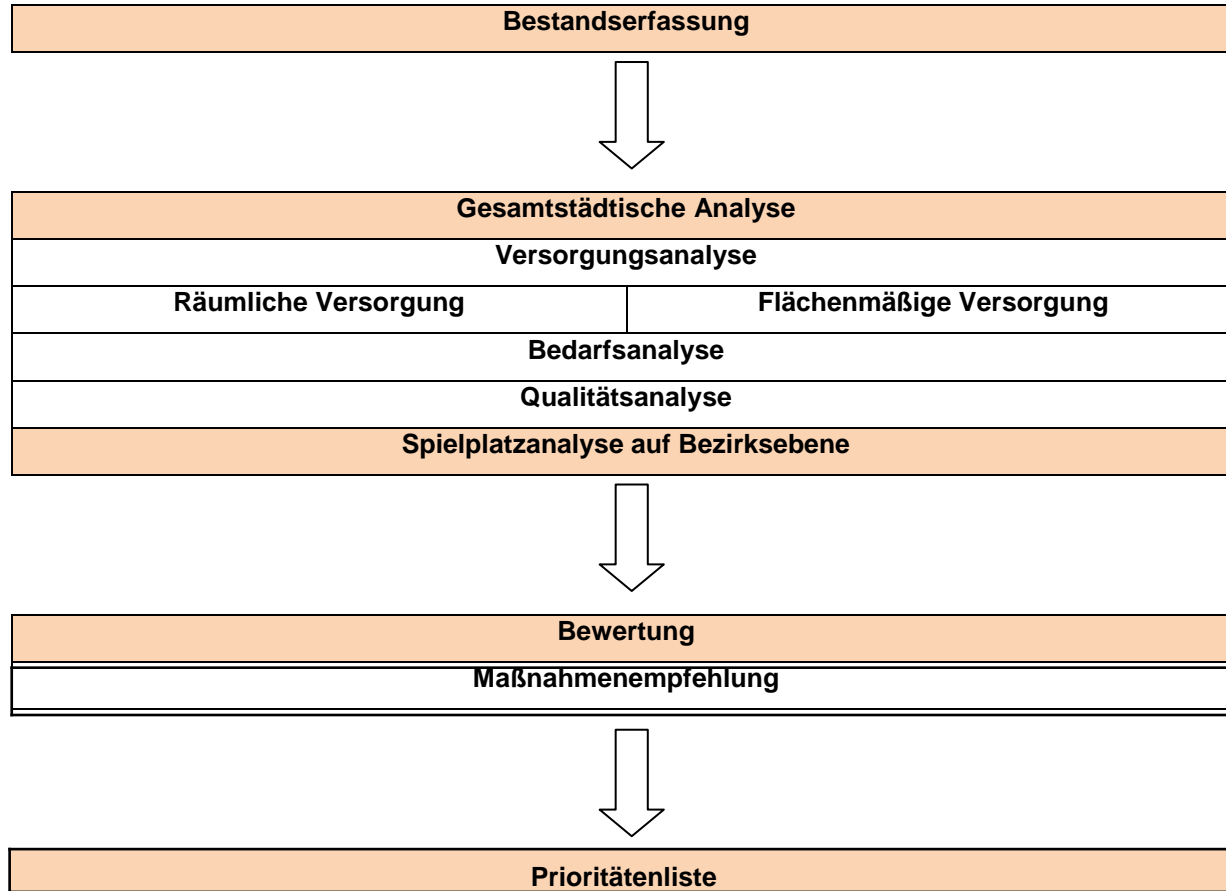 Bestandserfassung
Gesamtstädtische Analyse
Versorgungsanalyse
Räumliche Versorgung
Flächenmäßige Versorgung
Bedarfsanalyse
Qualitätsanalyse
Spielplatzanalyse auf Bezirksebene
Bewertung
Maßnahmenempfehlung
Prioritätenliste